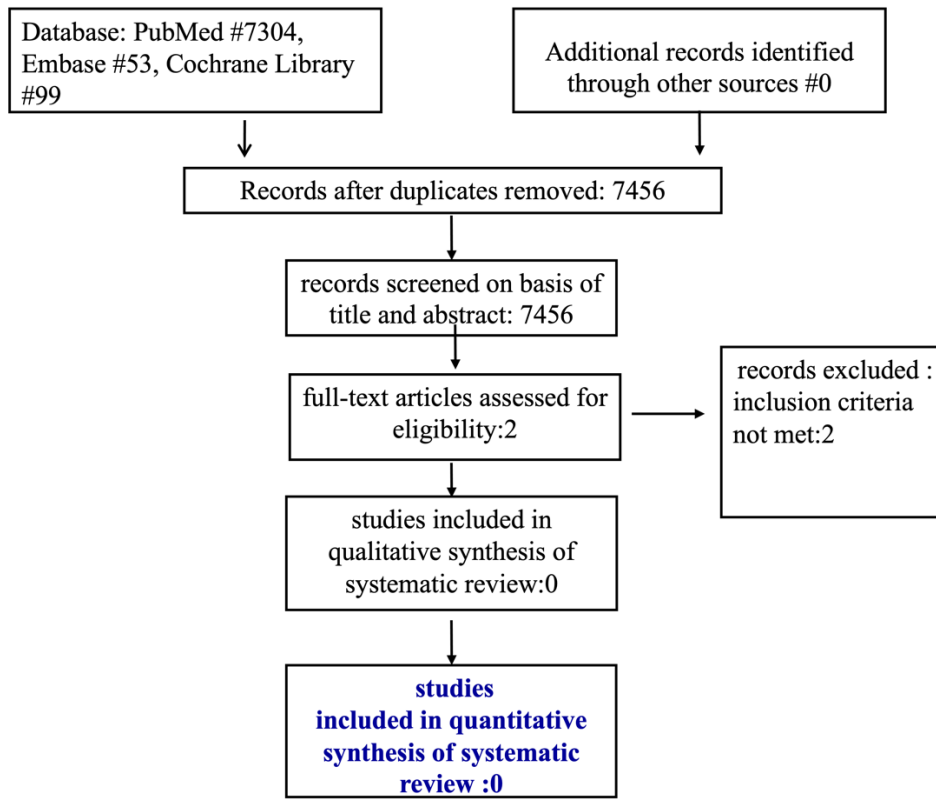 Database: PubMed #7304,
Embase #53, Cochrane Library
#99
Additional records identified
through other sources #0
Records after duplicates removed: 7456
records screened on basis of
title and abstract: 7456
full-text articles assessed for
eligibility:2
records excluded :
inclusion criteria
not met:2
studies included in
qualitative synthesis of
systematic review:0
studies
included in quantitative
synthesis of systematic
review :0